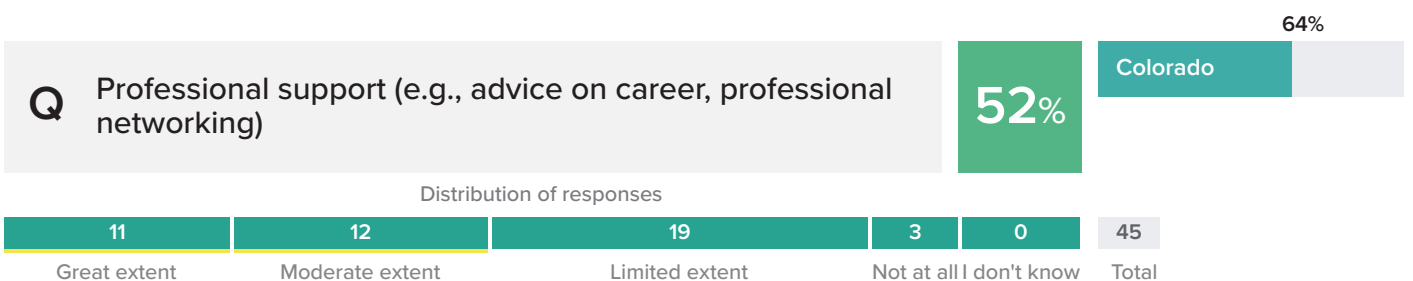 64%
Q
Professional support (e.g., advice on career, professional
networking)
52%
Colorado
Distribution of responses
11 12 19 3 0 45
Great extent Moderate extent Limited extent Not at all I don't know Total